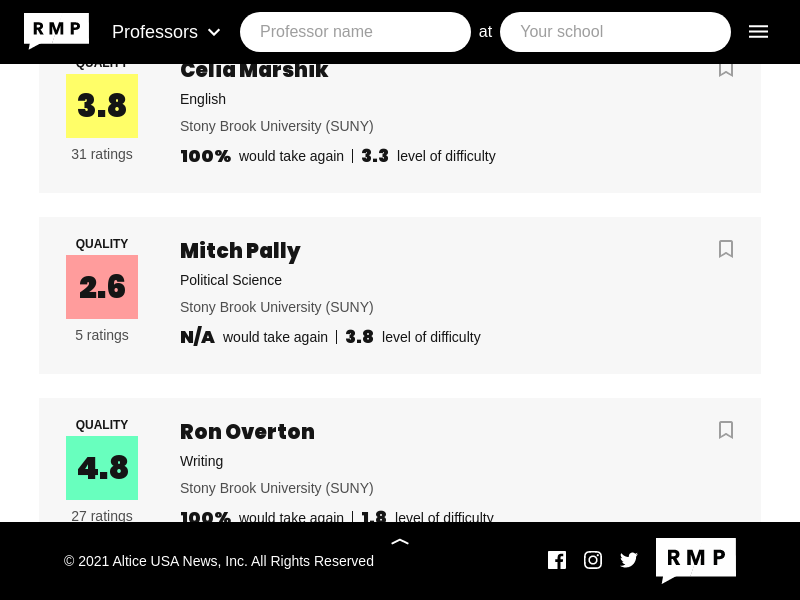 RMP
Professors
Professor name
at
Your school
QUALITY
Celia Marshik
3.8
English
Stony Brook University (SUNY)
31 ratings
100% would take again
3.3 level of difficulty
QUALITY
Mitch Pally
2.6
Political Science
Stony Brook University (SUNY)
5 ratings
N/A would take again
3.8 level of difficulty
QUALITY
Ron Overton
4.8
Writing
Stony Brook University (SUNY)
27 ratings
100% would take again
1.8 level of difficulty
© 2021 Altice USA News, Inc. All Rights Reserved
RMP